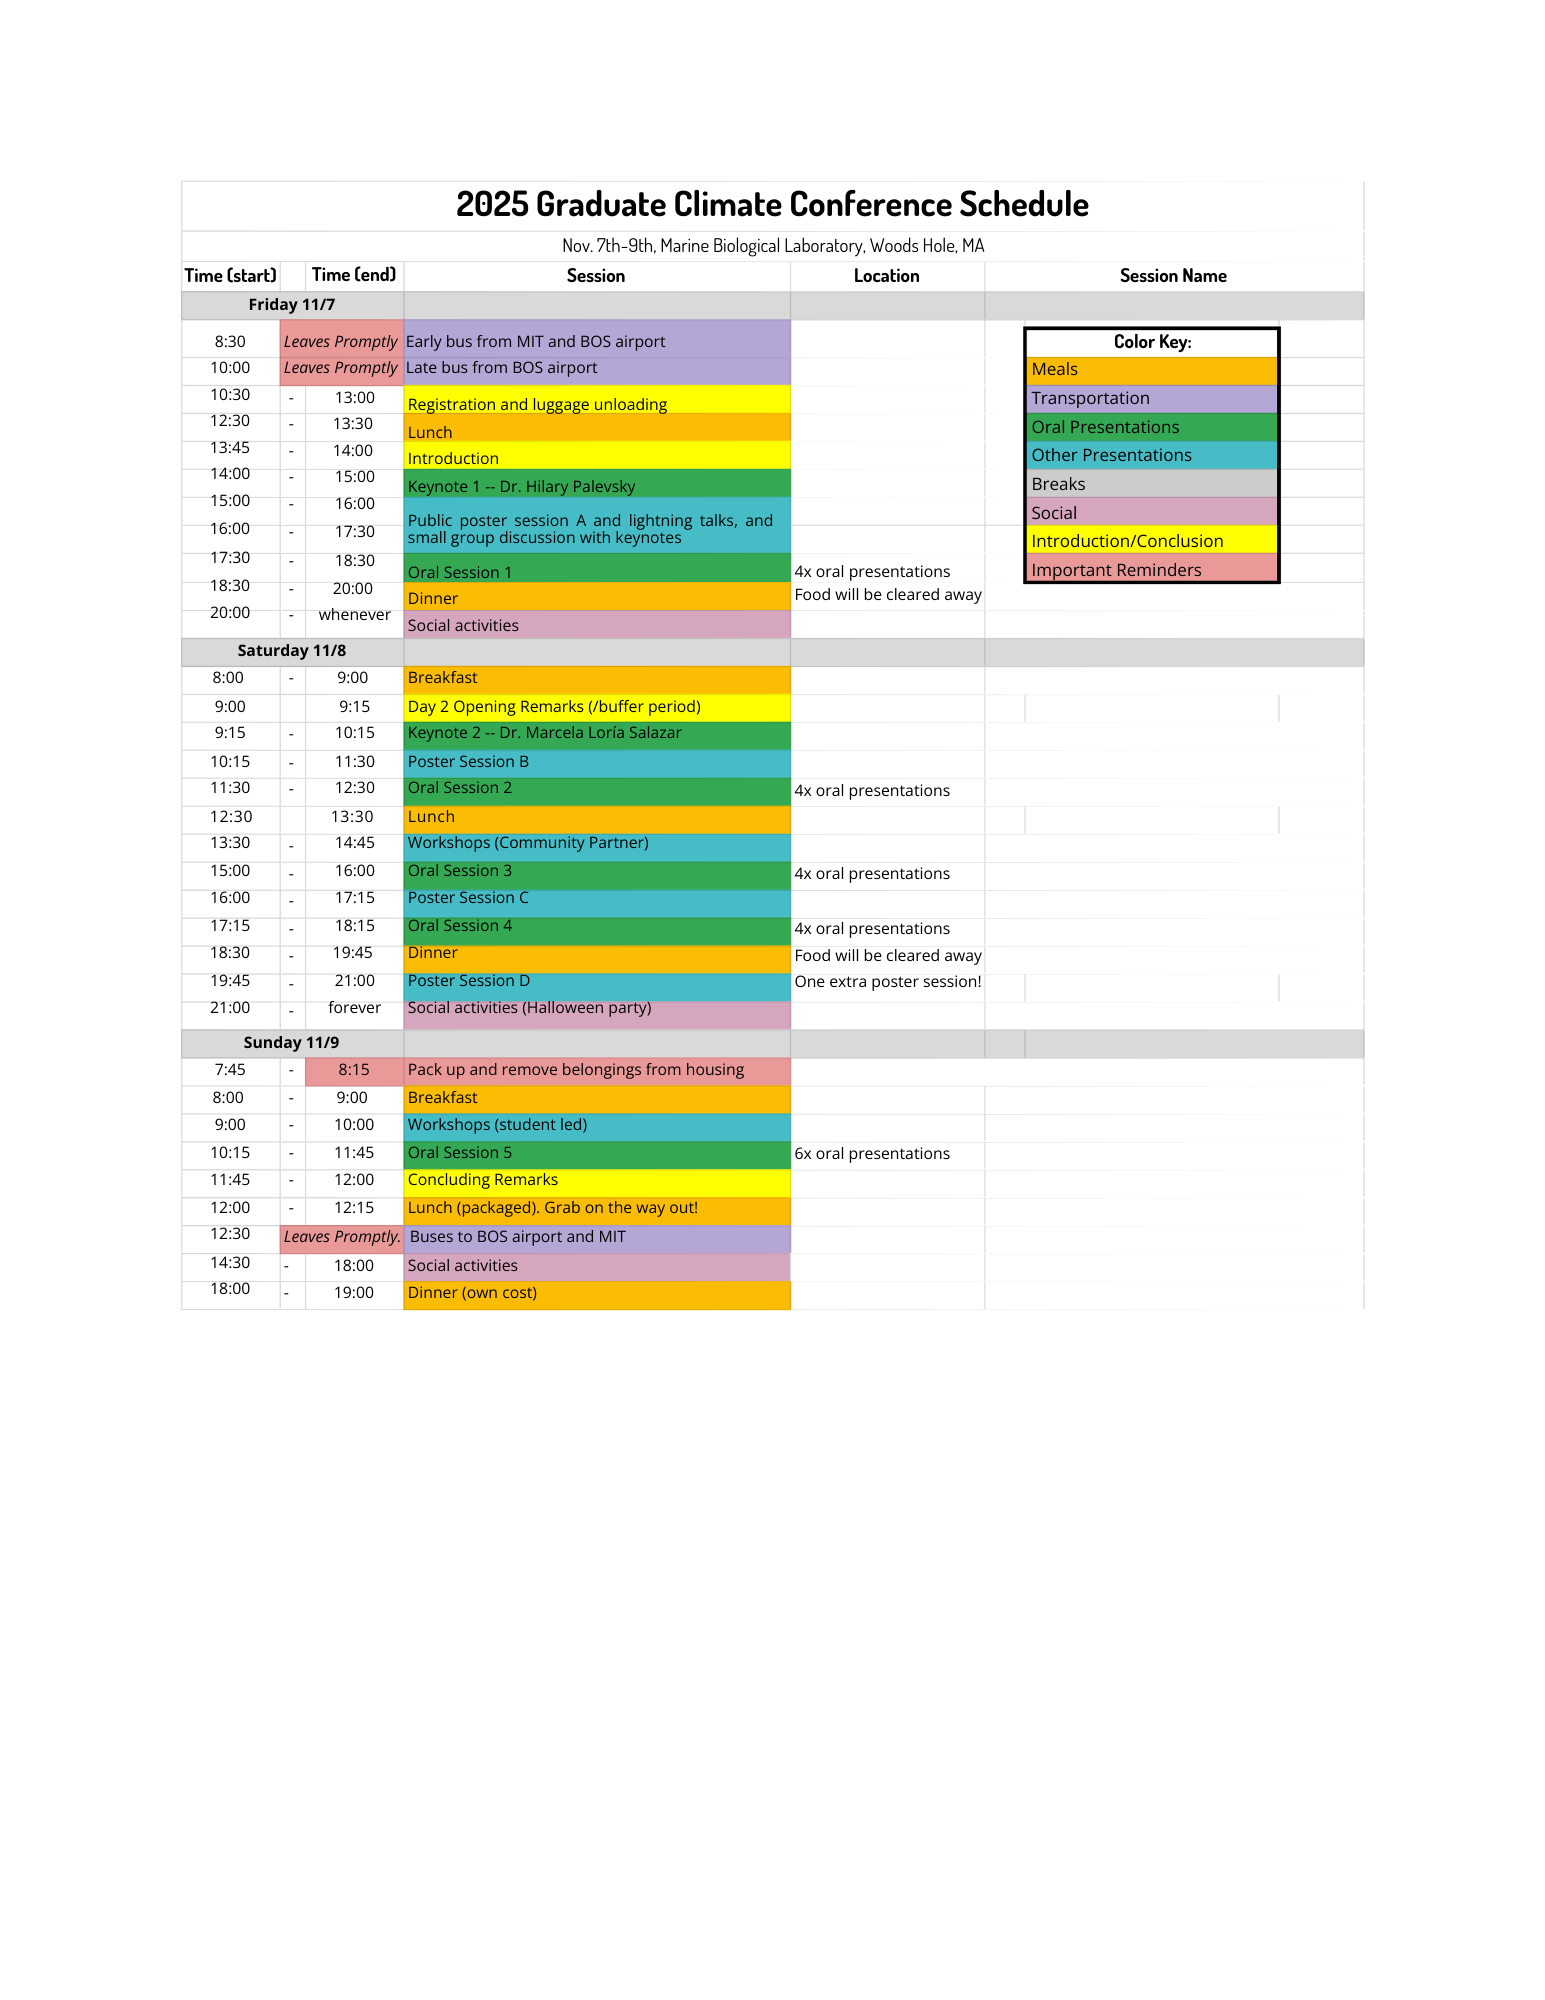 2025 Graduate Climate Conference Schedule
Nov. 7th-9th, Marine Biological Laboratory, Woods Hole, MA
Time (start) Time (end) Session Location Session Name
Friday 11/7
8:30 Leaves Promptly Early bus from MIT and BOS airport
10:00 Leaves Promptly Late bus from BOS airport
10:30 - 13:00 Registration and luggage unloading
12:30 - 13:30 Lunch
13:45 - 14:00 Introduction
14:00 - 15:00 Keynote 1 -- Dr. Hilary Palevsky
15:00 - 16:00 Public poster session A and lightning talks, and
16:00 - 17:30 small group discussion with keynotes
17:30 - 18:30 Oral Session 1 4x oral presentations
18:30 - 20:00 Dinner Food will be cleared away
20:00 - whenever Social activities
Color Key:
Meals
Transportation
Oral Presentations
Other Presentations
Breaks
Social
Introduction/Conclusion
Important Reminders
Saturday 11/8
8:00 - 9:00 Breakfast
9:00 9:15 Day 2 Opening Remarks (/buffer period)
9:15 - 10:15 Keynote 2 -- Dr. Marcela Loría Salazar
10:15 - 11:30 Poster Session B
11:30 - 12:30 Oral Session 2 4x oral presentations
12:30 13:30 Lunch
13:30 - 14:45 Workshops (Community Partner)
15:00 - 16:00 Oral Session 3 4x oral presentations
16:00 - 17:15 Poster Session C
17:15 - 18:15 Oral Session 4 4x oral presentations
18:30 - 19:45 Dinner Food will be cleared away
19:45 - 21:00 Poster Session D One extra poster session!
21:00 - forever Social activities (Halloween party)
Sunday 11/9
7:45 - 8:15 Pack up and remove belongings from housing
8:00 - 9:00 Breakfast
9:00 - 10:00 Workshops (student led)
10:15 - 11:45 Oral Session 5 6x oral presentations
11:45 - 12:00 Concluding Remarks
12:00 - 12:15 Lunch (packaged). Grab on the way out!
12:30 Leaves Promptly. Buses to BOS airport and MIT
14:30 - 18:00 Social activities
18:00 - 19:00 Dinner (own cost)